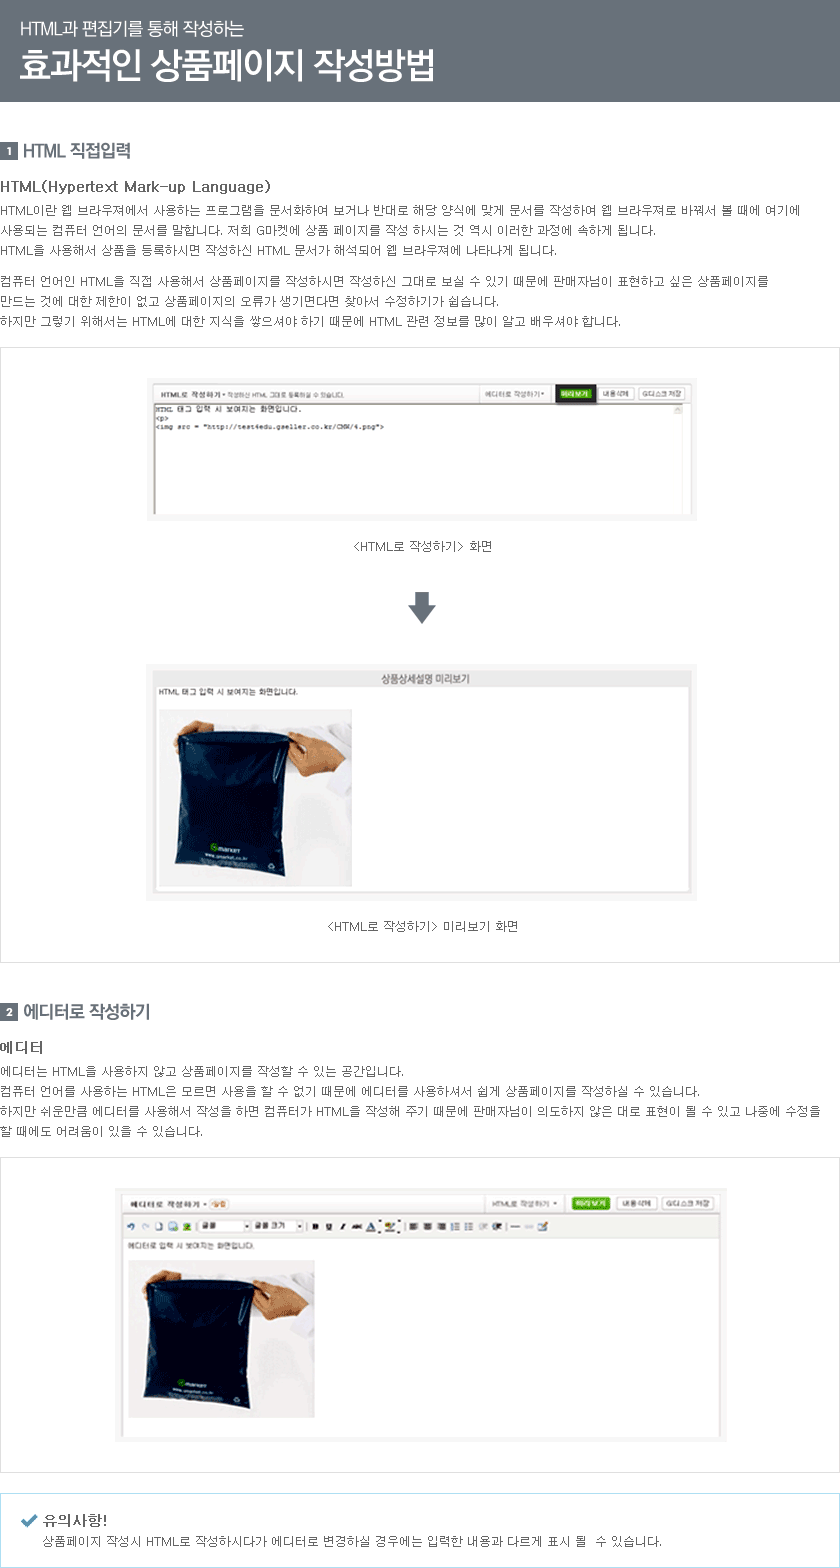 HTML과 편집기를 통해 작성하는
효과적인 상품페이지 작성방법
1 HTML 직접입력
HTML(Hypertext Mark-up Language)
HTML이란 웹 브라우져에서 사용하는 프로그램을 문서화하여 보거나 반대로 해당 양식에 맞게 문서를 작성하여 웹 브라우져로 바꿔서 볼 때에 여기에
사용되는 컴퓨터 언어의 문서를 말합니다. 저희 G마켓에 상품 페이지를 작성 하시는 것 역시 이러한 과정에 속하게 됩니다.
HTML을 사용해서 상품을 등록하시면 작성하신 HTML 문서가 해석되어 웹 브라우져에 나타나게 됩니다.
컴퓨터 언어인 HTML을 직접 사용해서 상품페이지를 작성하시면 작성하신 그대로 보실 수 있기 때문에 판매자님이 표현하고 싶은 상품페이지를
만드는 것에 대한 제한이 없고 상품페이지의 오류가 생기면다면 찾아서 수정하기가 쉽습니다.
하지만 그렇기 위해서는 HTML에 대한 지식을 쌓으셔야 하기 때문에 HTML 관련 정보를 많이 알고 배우셔야 합니다.
HTML로 작성하기 • 작성하신 HTML 그대로 등록하실 수 있습니다. 에디터로 작성하기 미리보기 내용삭제 G디스크 저장
HTML 태그 입력 시 보여지는 화면입니다.
<p>
<img src = "http://test4edu.gseller.co.kr/CMH/4.png">
<HTML로 작성하기> 화면
상품상세설명 미리보기
HTML 태그 입력 시 보여지는 화면입니다.
Gmarket
www.gmarket.co.kr
<HTML로 작성하기> 미리보기 화면
2 에디터로 작성하기
에디터
에디터는 HTML을 사용하지 않고 상품페이지를 작성할 수 있는 공간입니다.
컴퓨터 언어를 사용하는 HTML은 모르면 사용을 할 수 없기 때문에 에디터를 사용하셔서 쉽게 상품페이지를 작성하실 수 있습니다.
하지만 쉬운만큼 에디터를 사용해서 작성을 하면 컴퓨터가 HTML을 작성해 주기 때문에 판매자님이 의도하지 않은 대로 표현이 될 수 있고 나중에 수정을
할 때에도 어려움이 있을 수 있습니다.
에디터로 작성하기 • HTML로 작성하기 미리보기 내용삭제 G디스크 저장
글꼴 글꼴 크기 B U I abc A
에디터로 입력 시 보여지는 화면입니다.
Gmarket
www.gmarket.co.kr
유의사항!
상품페이지 작성시 HTML로 작성하시다가 에디터로 변경하실 경우에는 입력한 내용과 다르게 표시 될 수 있습니다.